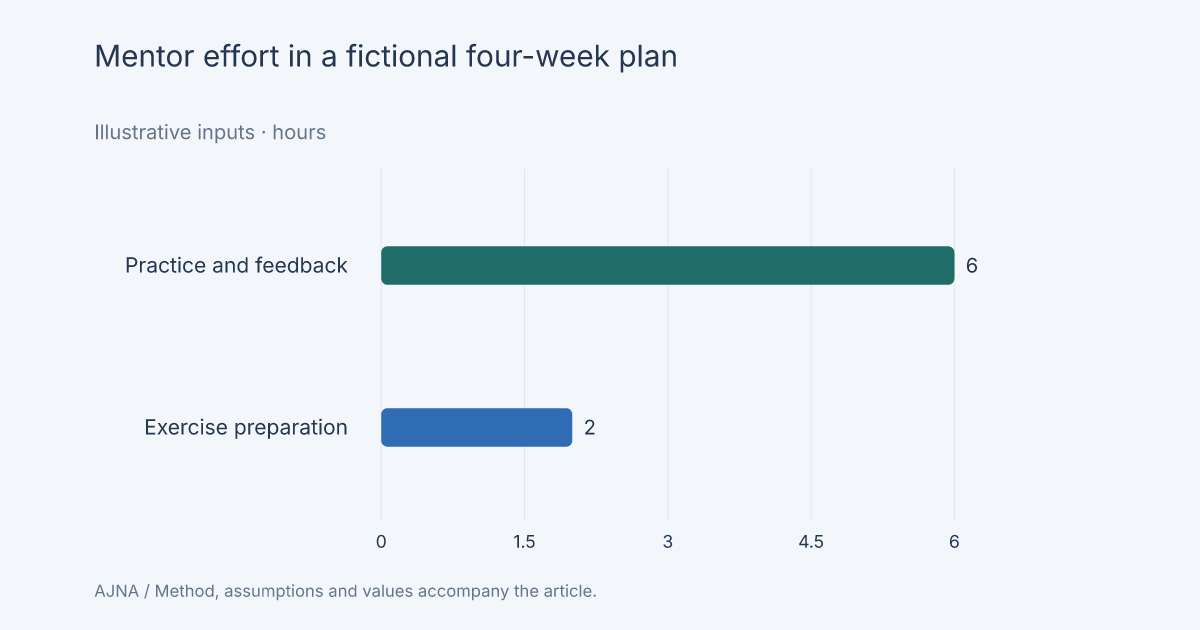 Mentor effort in a fictional four-week plan
Illustrative inputs · hours
Practice and feedback
6
Exercise preparation
2
0 1.5 3 4.5 6
AJNA / Method, assumptions and values accompany the article.